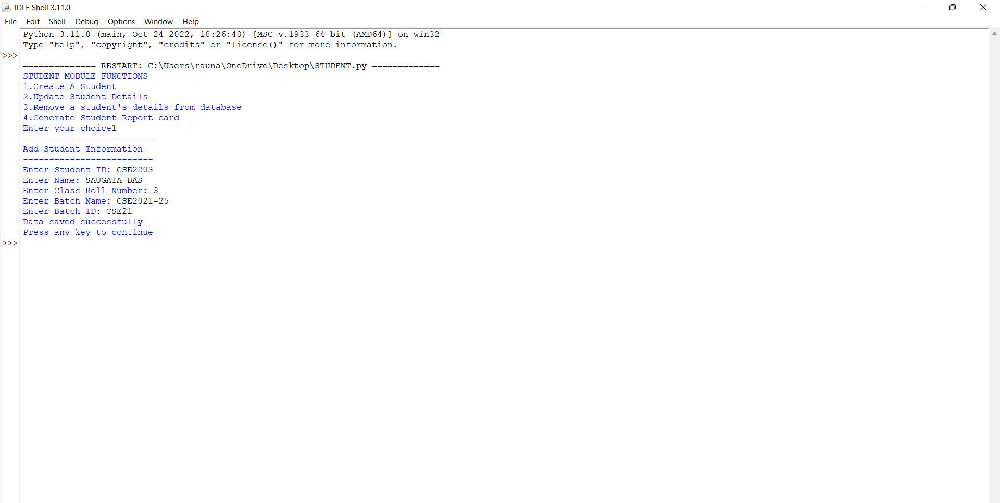 IDLE Shell 3.11.0
File Edit Shell Debug Options Window Help
Python 3.11.0 (main, Oct 24 2022, 18:26:48) [MSC v.1933 64 bit (AMD64)] on win32
Type "help", "copyright", "credits" or "license()" for more information.
>>>
============== RESTART: C:\Users\rauna\OneDrive\Desktop\STUDENT.py =============
STUDENT MODULE FUNCTIONS
1.Create A Student
2.Update Student Details
3.Remove a student's details from database
4.Generate Student Report card
Enter your choice1
-------------------------
Add Student Information
-------------------------
Enter Student ID: CSE2203
Enter Name: SAUGATA DAS
Enter Class Roll Number: 3
Enter Batch Name: CSE2021-25
Enter Batch ID: CSE21
Data saved successfully
Press any key to continue
>>>